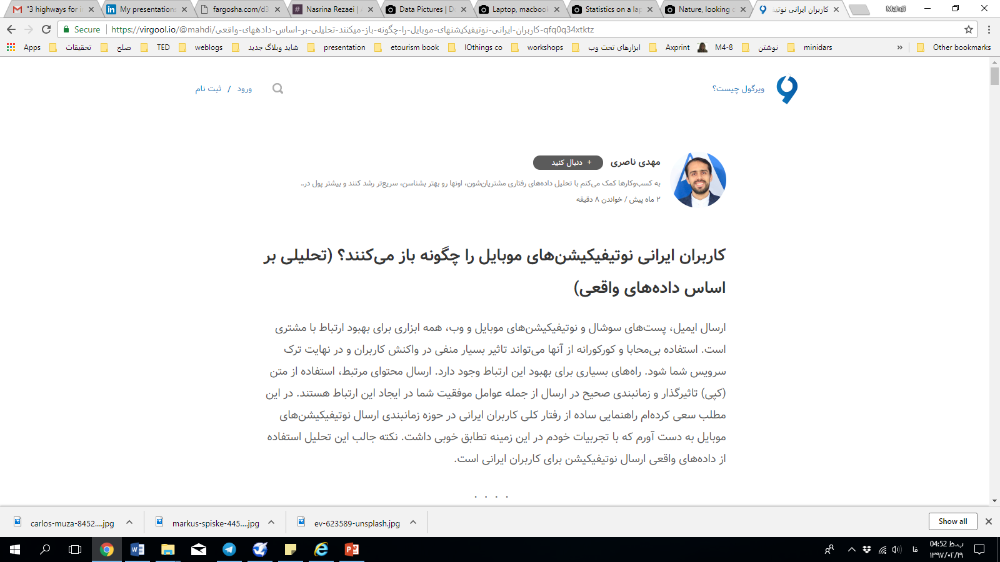 "3 highways for i
My presentations
fargosha.com/d3
Nasrina Rezaei | A
Data Pictures | Do
Laptop, macbook
Statistics on a lap
Nature, looking o
کاربران ایرانی نوتیف
Mahdi
Secure
https://virgool.io/@mahdi/کاربران-ایرانی-نوتیفیکیشنهای-موبایل-را-چگونه-باز-میکنند-تحلیلی-بر-اساس-دادههای-واقعی-qfq0q34xtktz
Apps تحقیقات صلح TED weblogs شاید وبلاگ جدید presentation etourism book IOthings co workshops ابزارهای تحت وب Axprint M4-8 نوشتن minidars » Other bookmarks
ویرگول چیست؟
ورود / ثبت نام
مهدی ناصری
+ دنبال کنید
به کسب‌وکارها کمک می‌کنم با تحلیل داده‌های رفتاری مشتریان‌شون، اونها رو بهتر بشناسن، سریع‌تر رشد کنند و بیشتر پول در..
۲ ماه پیش / خواندن ۸ دقیقه
کاربران ایرانی نوتیفیکیشن‌های موبایل را چگونه باز می‌کنند؟ (تحلیلی بر
اساس داده‌های واقعی)
ارسال ایمیل، پست‌های سوشال و نوتیفیکیشن‌های موبایل و وب، همه ابزاری برای بهبود ارتباط با مشتری
است. استفاده بی‌محابا و کورکورانه از آنها می‌تواند تاثیر بسیار منفی در واکنش کاربران و در نهایت ترک
سرویس شما شود. راه‌های بسیاری برای بهبود این ارتباط وجود دارد. ارسال محتوای مرتبط، استفاده از متن
(کپی) تاثیرگذار و زمانبندی صحیح در ارسال از جمله عوامل موفقیت شما در ایجاد این ارتباط هستند. در این
مطلب سعی کرده‌ام راهنمایی ساده از رفتار کلی کاربران ایرانی در حوزه زمانبندی ارسال نوتیفیکیشن‌های
موبایل به دست آورم که با تجربیات خودم در این زمینه تطابق خوبی داشت. نکته جالب این تحلیل استفاده
از داده‌های واقعی ارسال نوتیفیکیشن برای کاربران ایرانی است.
. . . .
carlos-muza-8452....jpg
markus-spiske-445....jpg
ev-623589-unsplash.jpg
Show all
فا
04:52 ب.ظ
۱۳۹۷/۰۲/۱۹